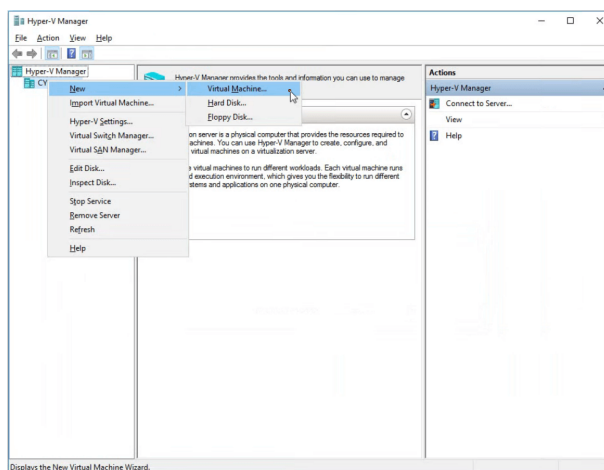 Hyper-V Manager
File Action View Help
Hyper-V Manager
CY
New
Import Virtual Machine...
Hyper-V Settings...
Virtual Switch Manager...
Virtual SAN Manager...
Edit Disk...
Inspect Disk...
Stop Service
Remove Server
Refresh
Help
Virtual Machine...
Hard Disk...
Floppy Disk...
Hyper-V Manager provides the tools and information you can use to manage
on server is a physical computer that provides the resources required to
achines. You can use Hyper-V Manager to create, configure, and
virtual machines on a virtualization server.
e virtual machines to run different workloads. Each virtual machine runs
d execution environment, which gives you the flexibility to run different
stems and applications on one physical computer.
Actions
Hyper-V Manager
Connect to Server...
View
Help
Displays the New Virtual Machine Wizard.